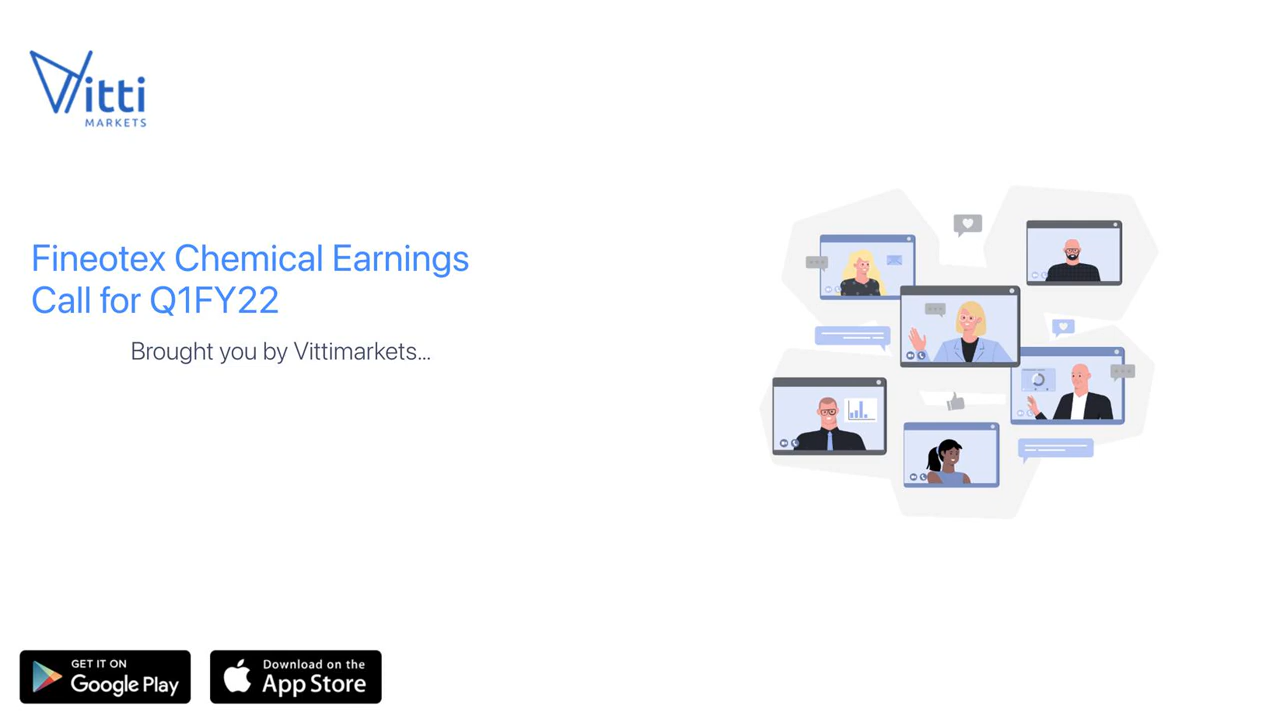 Vitti
MARKETS
Fineotex Chemical Earnings
Call for Q1FY22
Brought you by Vittimarkets...
GET IT ON
Google Play
Download on the
App Store